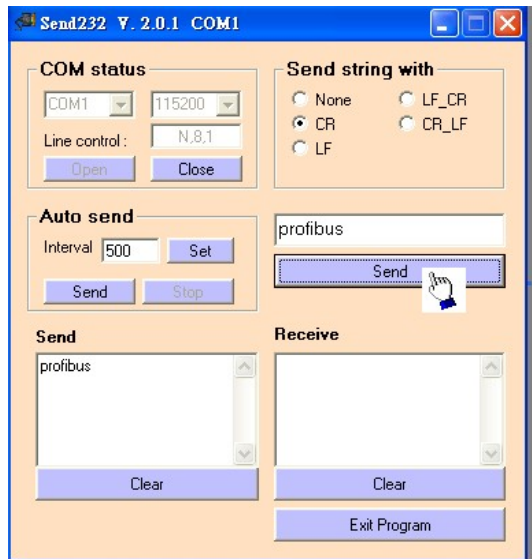 Send232 V. 2.0.1 COM1
COM status
COM1 115200
Line control : N,8,1
Open Close
Send string with
None LF_CR
CR CR_LF
LF
Auto send
Interval 500 Set
Send Stop
profibus
Send
Send
profibus
Clear
Receive
Clear
Exit Program